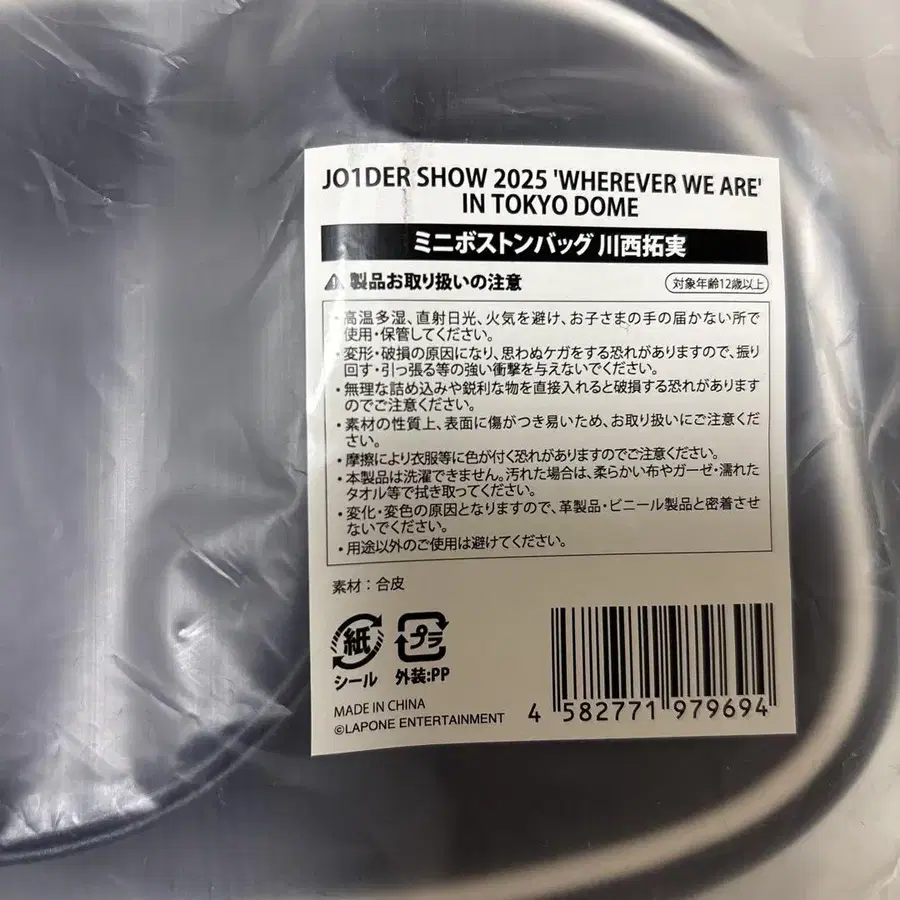 JO1DER SHOW 2025 'WHEREVER WE ARE'
IN TOKYO DOME
ミニボストンバッグ 川西拓実
製品お取り扱いの注意
対象年齢12歳以上
・高温多湿、直射日光、火気を避け、お子さまの手の届かない所で
使用・保管してください。
・変形・破損の原因になり、思わぬケガをする恐れがありますので、振り
回す・引っ張る等の強い衝撃を与えないでください。
・無理な詰め込みや鋭利な物を直接入れると破損する恐れがあります
のでご注意ください。
・素材の性質上、表面に傷がつき易いため、お取り扱いにご注意くだ
さい。
・摩擦により衣服等に色が付く恐れがありますのでご注意ください。
・本製品は洗濯できません。汚れた場合は、柔らかい布やガーゼ・濡れた
タオル等で拭き取ってください。
・変化・変色の原因となりますので、革製品・ビニール製品と密着させ
ないでください。
・用途以外のご使用は避けてください。
素材：合皮
紙
シール
プラ
外装:PP
MADE IN CHINA
©LAPONE ENTERTAINMENT
4 582771 979694